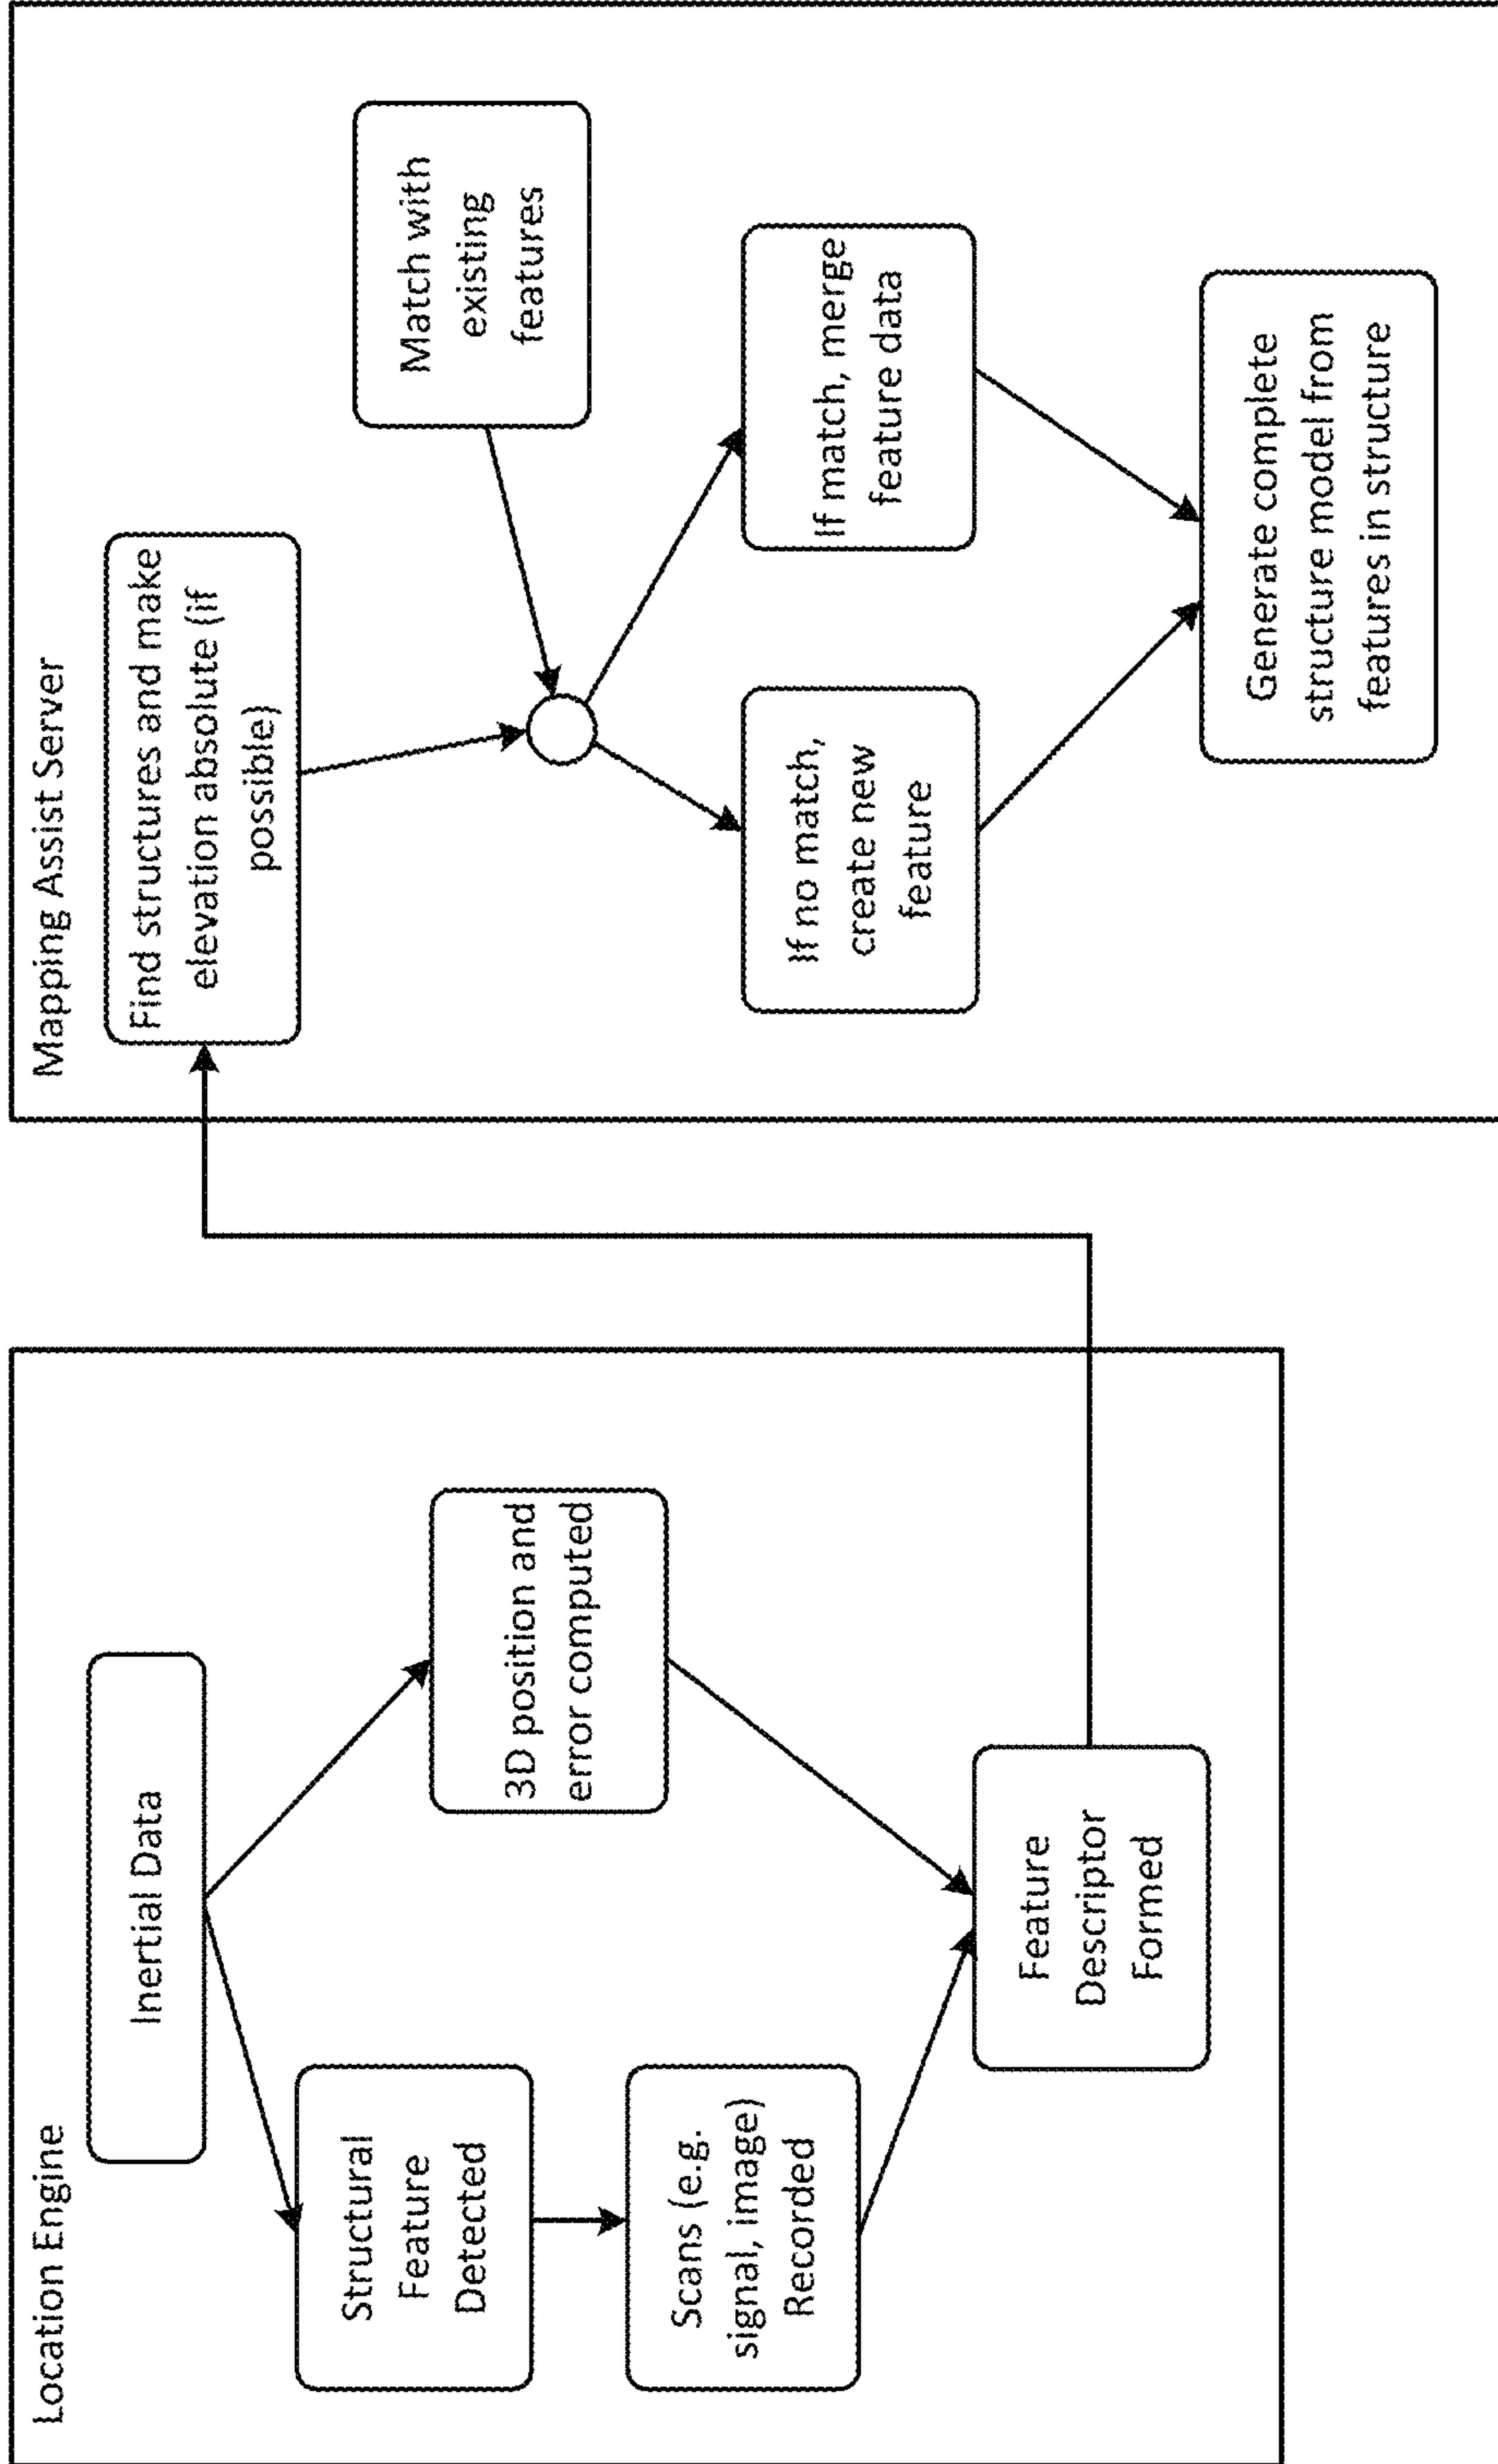 Location Engine
Inertial Data
Structural
Feature
Detected
3D position and
error computed
Scans (e.g.
signal, image)
Recorded
Feature
Descriptor
Formed
Mapping Assist Server
Find structures and make
elevation absolute (if
possible)
Match with
existing
features
If no match,
create new
feature
If match, merge
feature data
Generate complete
structure model from
features in structure